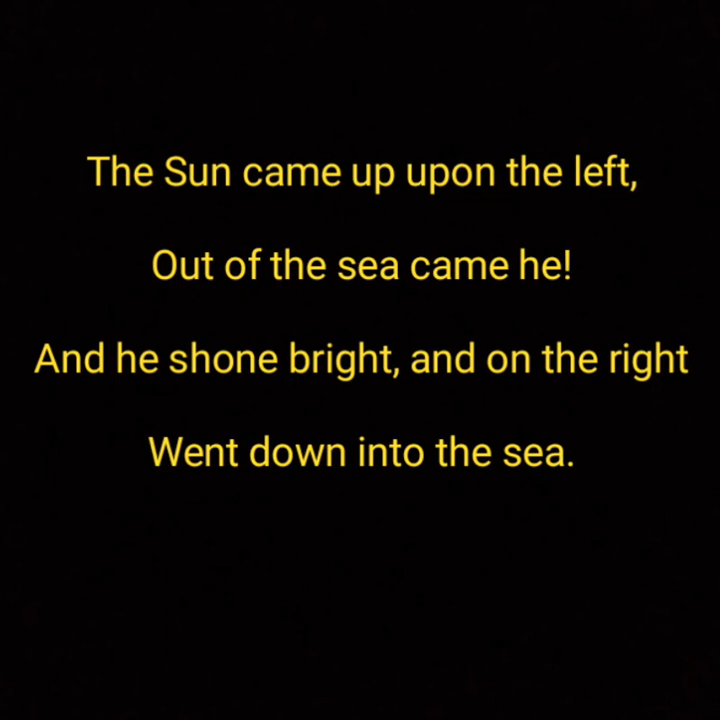 The Sun came up upon the left,
Out of the sea came he!
And he shone bright, and on the right
Went down into the sea.